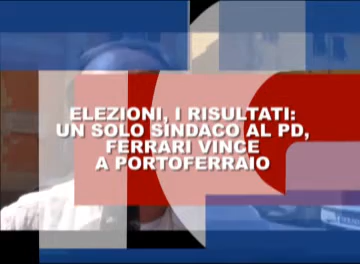 ELEZIONI, I RISULTATI:
UN SOLO SINDACO AL PD,
FERRARI VINCE
A PORTOFERRAIO